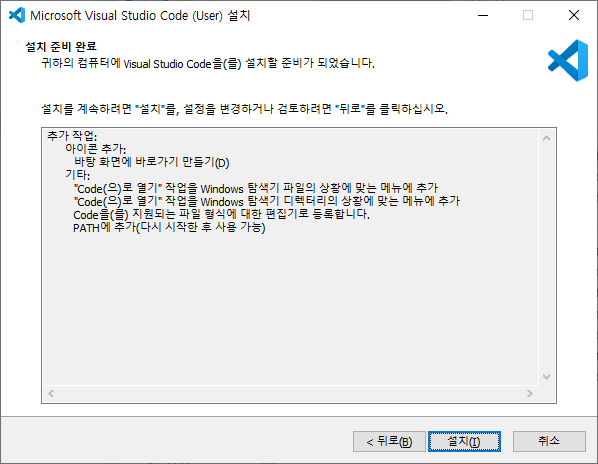 Microsoft Visual Studio Code (User) 설치
설치 준비 완료
귀하의 컴퓨터에 Visual Studio Code을(를) 설치할 준비가 되었습니다.
설치를 계속하려면 "설치"를, 설정을 변경하거나 검토하려면 "뒤로"를 클릭하십시오.
추가 작업:
아이콘 추가:
바탕 화면에 바로가기 만들기(D)
기타:
"Code(으)로 열기" 작업을 Windows 탐색기 파일의 상황에 맞는 메뉴에 추가
"Code(으)로 열기" 작업을 Windows 탐색기 디렉터리의 상황에 맞는 메뉴에 추가
Code을(를) 지원되는 파일 형식에 대한 편집기로 등록합니다.
PATH에 추가(다시 시작한 후 사용 가능)
< 뒤로(B) 설치(I) 취소